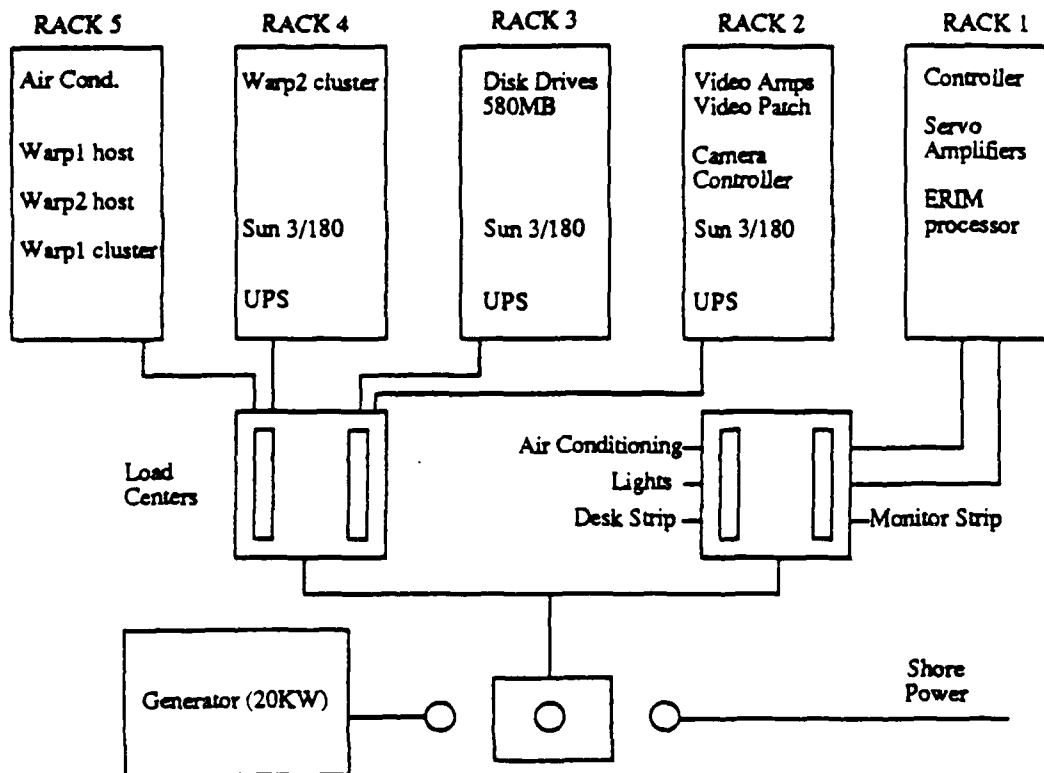 RACK 5
RACK 4
RACK 3
RACK 2
RACK 1
Air Cond.
Warp1 host
Warp2 host
Warp1 cluster
Warp2 cluster
Sun 3/180
UPS
Disk Drives
580MB
Sun 3/180
UPS
Video Amps
Video Patch
Camera
Controller
Sun 3/180
UPS
Controller
Servo
Amplifiers
ERIM
processor
Load
Centers
Air Conditioning
Lights
Desk Strip
Monitor Strip
Generator (20KW)
Shore
Power